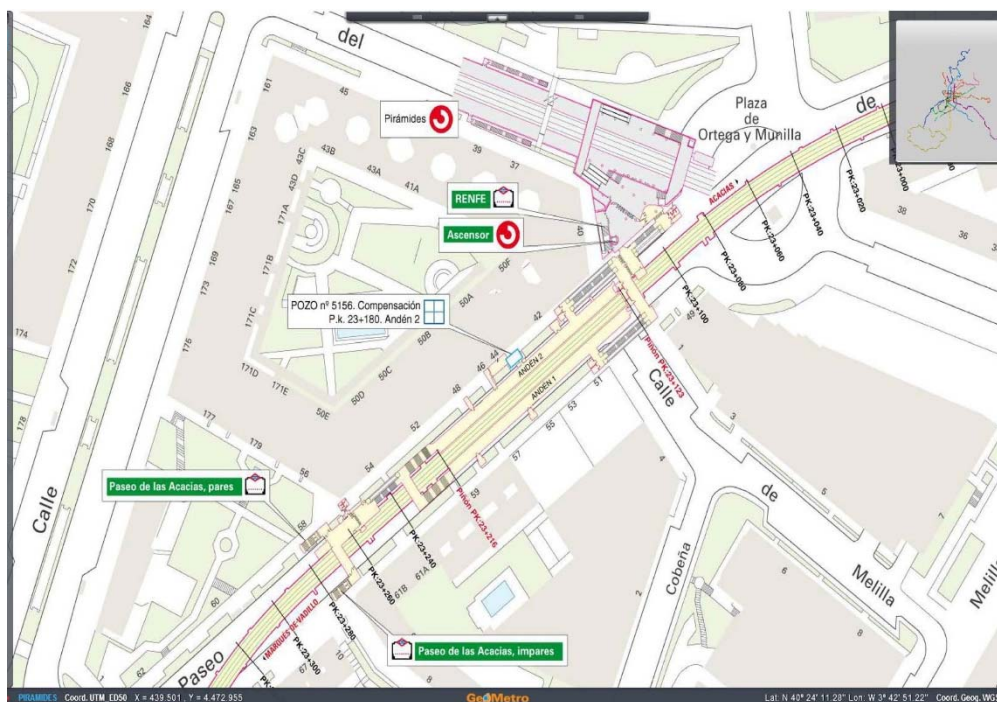 164
166
168
170
172
174
178
Calle
161
163
165
167
169
173
175
177
179
171A
171B
171C
171D
171E
43D
43C
43B
43A
41A
45
39
37
del
Pirámides
Plaza
de
Ortega y Munilla
de
ACACIAS
RENFE
Ascensor
40
38
36
POZO nº 5156. Compensación
P.k. 23+180. Andén 2
50F
50A
50B
50C
50D
50E
42
44
46
48
52
54
56
58
60
62
49
51
53
55
57
59
61A
61B
67
ANDÉN 2
ANDÉN 1
PK:23+000
PK:23+020
PK:23+040
PK:23+060
PK:23+080
PK:23+100
Piñón PK:23+123
Piñón PK:23+216
PK:23+240
PK:23+260
PK:23+280
PK:23+300
Paseo de las Acacias, pares
Paseo de las Acacias, impares
MARQUÉS DE VADILLO
Paseo
Calle
de
Melilla
Cobeña
Melilla
3
5
7
4
2
6
8
10
8
PIRAMIDES Coord. UTM_ED50 X = 439.501 , Y = 4.472.955
GeoMetro
Lat: N 40° 24' 11.28" Lon: W 3° 42' 51.22" Coord. Geog. WGS